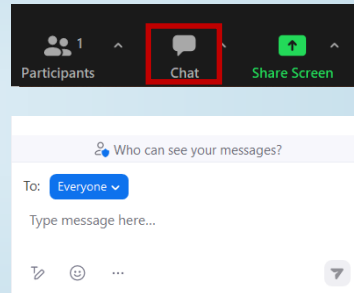 1
Participants Chat Share Screen
Who can see your messages?
To: Everyone
Type message here...